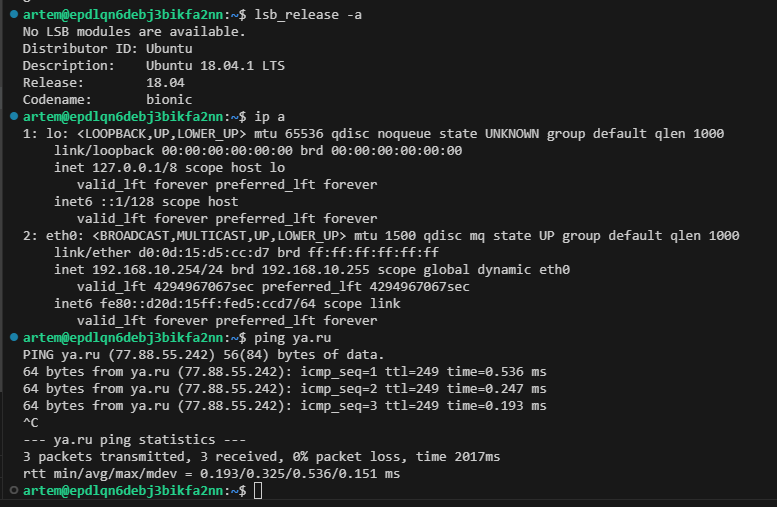 artem@epdlqn6debj3bikfa2nn:~$ lsb_release -a
No LSB modules are available.
Distributor ID: Ubuntu
Description:    Ubuntu 18.04.1 LTS
Release:        18.04
Codename:       bionic
artem@epdlqn6debj3bikfa2nn:~$ ip a
1: lo: <LOOPBACK,UP,LOWER_UP> mtu 65536 qdisc noqueue state UNKNOWN group default qlen 1000
    link/loopback 00:00:00:00:00:00 brd 00:00:00:00:00:00
    inet 127.0.0.1/8 scope host lo
       valid_lft forever preferred_lft forever
    inet6 ::1/128 scope host
       valid_lft forever preferred_lft forever
2: eth0: <BROADCAST,MULTICAST,UP,LOWER_UP> mtu 1500 qdisc mq state UP group default qlen 1000
    link/ether d0:0d:15:d5:cc:d7 brd ff:ff:ff:ff:ff:ff
    inet 192.168.10.254/24 brd 192.168.10.255 scope global dynamic eth0
       valid_lft 4294967067sec preferred_lft 4294967067sec
    inet6 fe80::d20d:15ff:fed5:ccd7/64 scope link
       valid_lft forever preferred_lft forever
artem@epdlqn6debj3bikfa2nn:~$ ping ya.ru
PING ya.ru (77.88.55.242) 56(84) bytes of data.
64 bytes from ya.ru (77.88.55.242): icmp_seq=1 ttl=249 time=0.536 ms
64 bytes from ya.ru (77.88.55.242): icmp_seq=2 ttl=249 time=0.247 ms
64 bytes from ya.ru (77.88.55.242): icmp_seq=3 ttl=249 time=0.193 ms
^C
--- ya.ru ping statistics ---
3 packets transmitted, 3 received, 0% packet loss, time 2017ms
rtt min/avg/max/mdev = 0.193/0.325/0.536/0.151 ms
artem@epdlqn6debj3bikfa2nn:~$